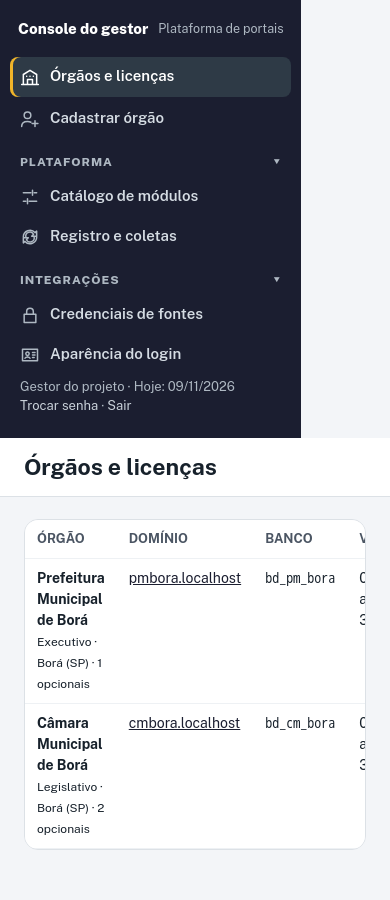 Console do gestor Plataforma de portais
Órgãos e licenças
Cadastrar órgão
PLATAFORMA ▼
Catálogo de módulos
Registro e coletas
INTEGRAÇÕES ▼
Credenciais de fontes
Aparência do login
Gestor do projeto · Hoje: 09/11/2026
Trocar senha · Sair
Órgãos e licenças
ÓRGÃO DOMÍNIO BANCO
Prefeitura pmbora.localhost bd_pm_bora
Municipal
de Borá
Executivo ·
Borá (SP) · 1
opcionais
Câmara cmbora.localhost bd_cm_bora
Municipal
de Borá
Legislativo ·
Borá (SP) · 2
opcionais